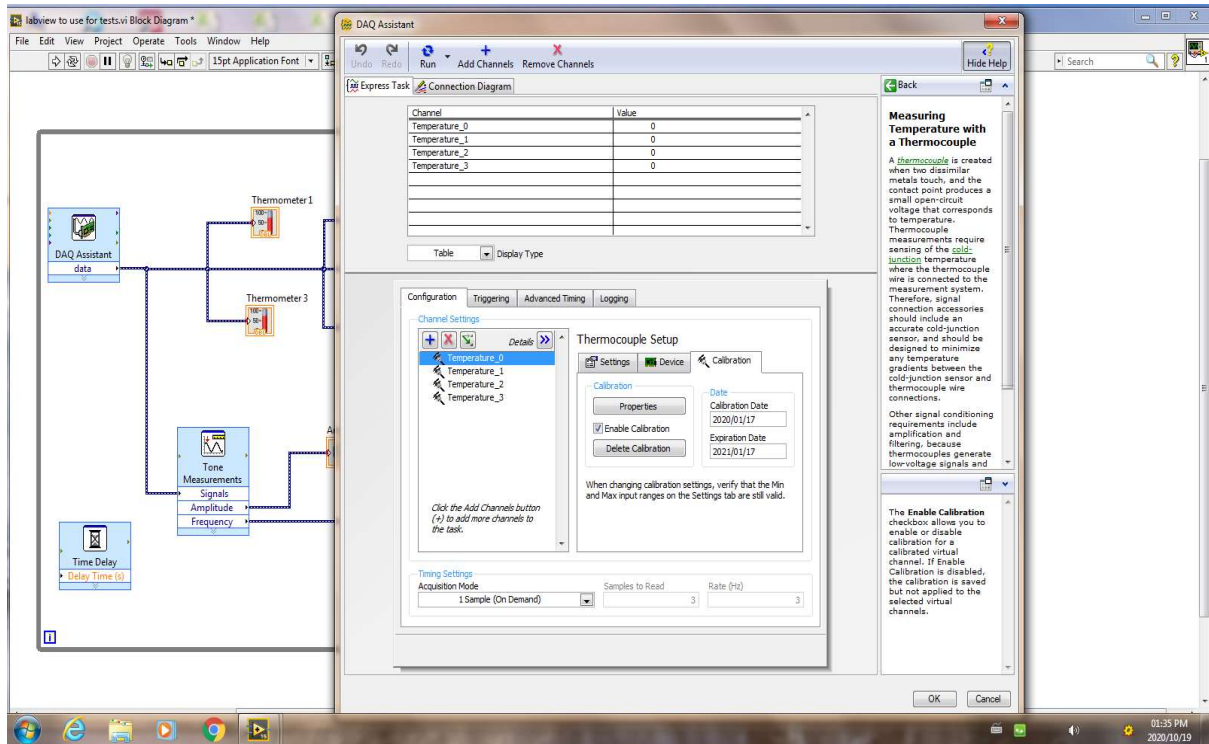 labview to use for tests.vi Block Diagram *
File Edit View Project Operate Tools Window Help
15pt Application Font
Search
DAQ Assistant
Undo Redo Run Add Channels Remove Channels
Hide Help
Express Task Connection Diagram
Channel Value
Temperature_0 0
Temperature_1 0
Temperature_2 0
Temperature_3 0
Table Display Type
Configuration Triggering Advanced Timing Logging
Channel Settings
Details
Temperature_0
Temperature_1
Temperature_2
Temperature_3
Click the Add Channels button
(+) to add more channels to
the task.
Thermocouple Setup
Settings Device Calibration
Calibration
Properties
Enable Calibration
Delete Calibration
Date
Calibration Date
2020/01/17
Expiration Date
2021/01/17
When changing calibration settings, verify that the Min
and Max input ranges on the Settings tab are still valid.
Timing Settings
Acquisition Mode Samples to Read Rate (Hz)
1 Sample (On Demand) 3 3
Back
Measuring
Temperature with
a Thermocouple
A thermocouple is created
when two dissimilar
metals touch, and the
contact point produces a
small open-circuit
voltage that corresponds
to temperature.
Thermocouple
measurements require
sensing of the cold-
junction temperature
where the thermocouple
wire is connected to the
measurement system.
Therefore, signal
connection accessories
should include an
accurate cold-junction
sensor, and should be
designed to minimize
any temperature
gradients between the
cold-junction sensor and
thermocouple wire
connections.
Other signal conditioning
requirements include
amplification and
filtering, because
thermocouples generate
low-voltage signals and
The Enable Calibration
checkbox allows you to
enable or disable
calibration for a
calibrated virtual
channel. If Enable
Calibration is disabled,
the calibration is saved
but not applied to the
selected virtual
channels.
OK Cancel
Thermometer 1
100-
50-
DAQ Assistant
data
Thermometer 3
100-
50-
Tone
Measurements
Signals
Amplitude
Frequency
Time Delay
Delay Time (s)
i
01:35 PM
2020/10/19